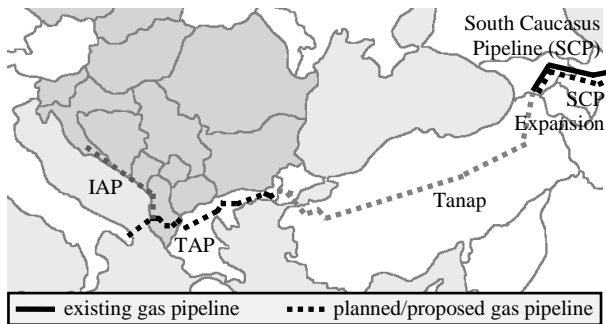 South Caucasus
Pipeline (SCP)
SCP
Expansion
IAP
Tanap
TAP
existing gas pipeline
planned/proposed gas pipeline